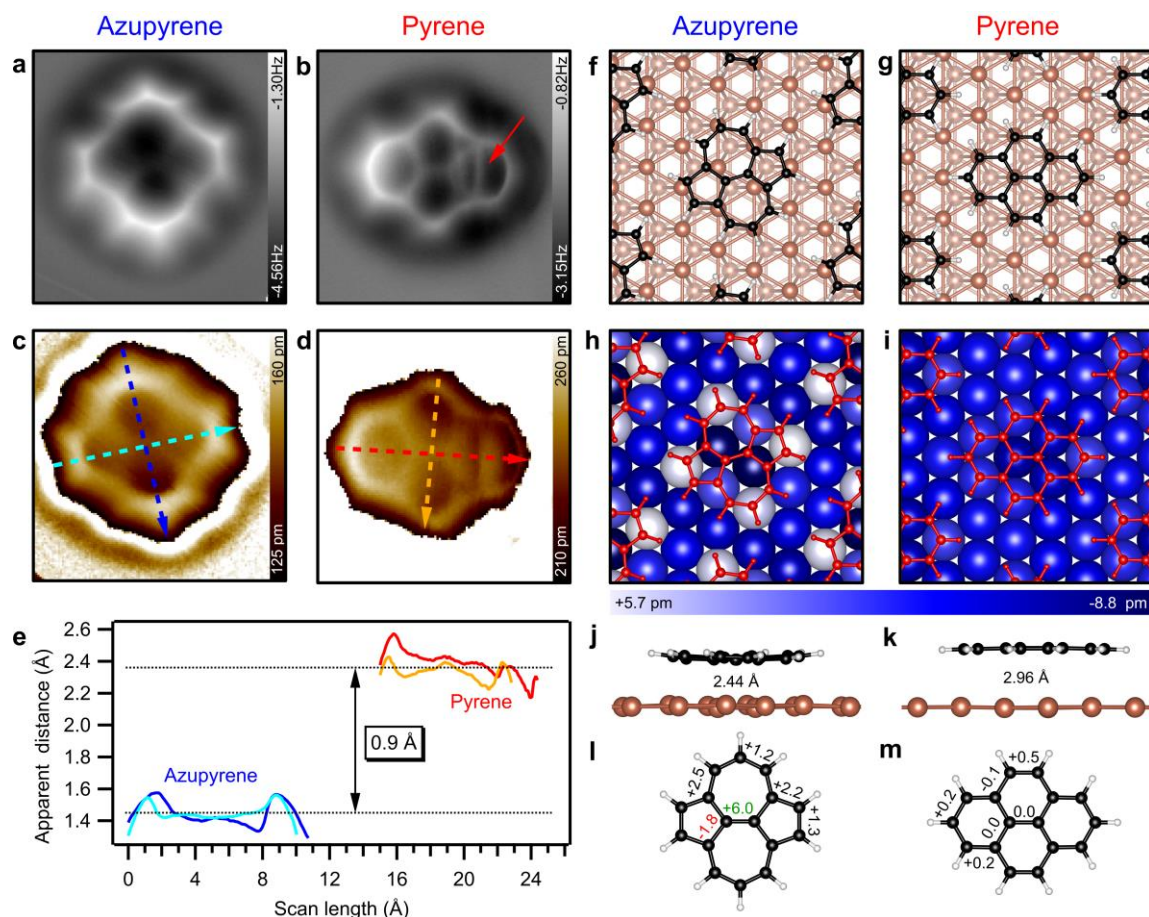 Azupyrene
Pyrene
Azupyrene
Pyrene
a
-1.30Hz
-4.56Hz
b
-0.82Hz
-3.15Hz
f
g
c
160 pm
125 pm
d
260 pm
210 pm
h
i
+5.7 pm
-8.8 pm
e
Apparent distance (Å)
2.6
2.4
2.2
2.0
1.8
1.6
1.4
Pyrene
0.9 Å
Azupyrene
0 4 8 12 16 20 24
Scan length (Å)
j
2.44 Å
k
2.96 Å
l
+1.2
+2.5
+2.2
+6.0
+1.3
-1.8
m
+0.5
-0.1
+0.2
0.0
0.0
+0.2